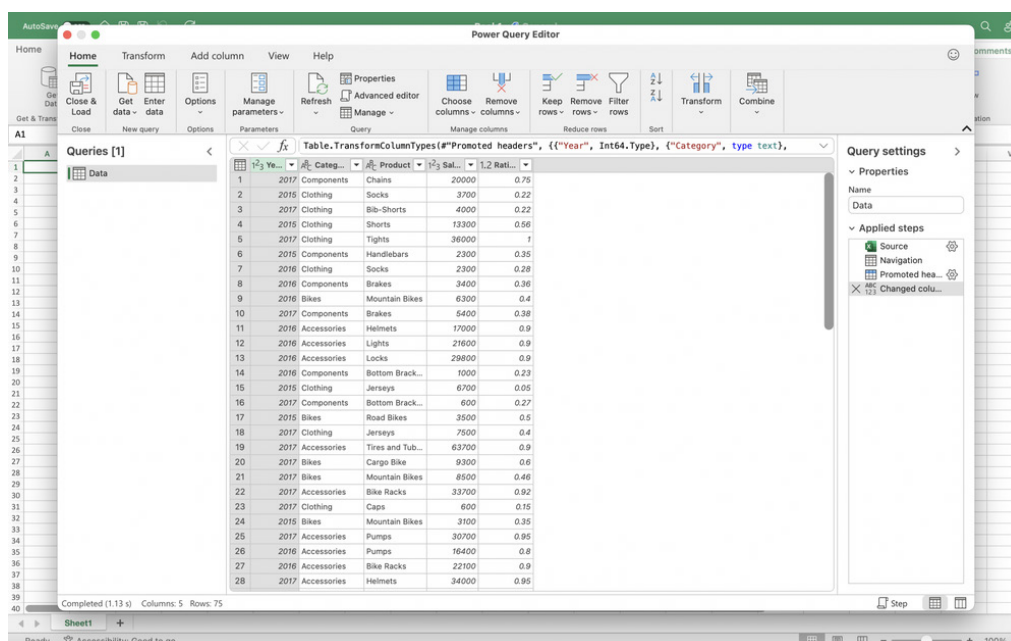 AutoSave
Power Query Editor
Home
omments
Home Transform Add column View Help
Close & Load
Get data
Enter data
Options
Manage parameters
Refresh
Properties
Advanced editor
Manage
Choose columns
Remove columns
Keep rows
Remove rows
Filter rows
Transform
Combine
Get & Trans
Close New query Options Parameters Query Manage columns Reduce rows Sort
A1
Queries [1]
fx Table.TransformColumnTypes(#"Promoted headers", {{"Year", Int64.Type}, {"Category", type text},
Query settings
Data
Properties
Name
Data
Applied steps
Source
Navigation
Promoted hea...
Changed colu...
Ye... Categ... Product Sal... Rati...
1 2017 Components Chains 20000 0.75
2 2015 Clothing Socks 3700 0.22
3 2017 Clothing Bib-Shorts 4000 0.22
4 2015 Clothing Shorts 13300 0.56
5 2017 Clothing Tights 36000 1
6 2015 Components Handlebars 2300 0.35
7 2016 Clothing Socks 2300 0.28
8 2016 Components Brakes 3400 0.36
9 2016 Bikes Mountain Bikes 6300 0.4
10 2017 Components Brakes 5400 0.38
11 2016 Accessories Helmets 17000 0.9
12 2016 Accessories Lights 21600 0.9
13 2016 Accessories Locks 29800 0.9
14 2016 Components Bottom Brack... 1000 0.23
15 2015 Clothing Jerseys 6700 0.05
16 2017 Components Bottom Brack... 600 0.27
17 2015 Bikes Road Bikes 3500 0.5
18 2017 Clothing Jerseys 7500 0.4
19 2017 Accessories Tires and Tub... 63700 0.9
20 2017 Bikes Cargo Bike 9300 0.6
21 2017 Bikes Mountain Bikes 8500 0.46
22 2017 Accessories Bike Racks 33700 0.92
23 2017 Clothing Caps 600 0.15
24 2015 Bikes Mountain Bikes 3100 0.35
25 2017 Accessories Pumps 30700 0.95
26 2016 Accessories Pumps 16400 0.8
27 2016 Accessories Bike Racks 22100 0.9
28 2017 Accessories Helmets 34000 0.95
Completed (1.13 s) Columns: 5 Rows: 75
Step
Sheet1 +
Ready Accessibility: Good to go
100%